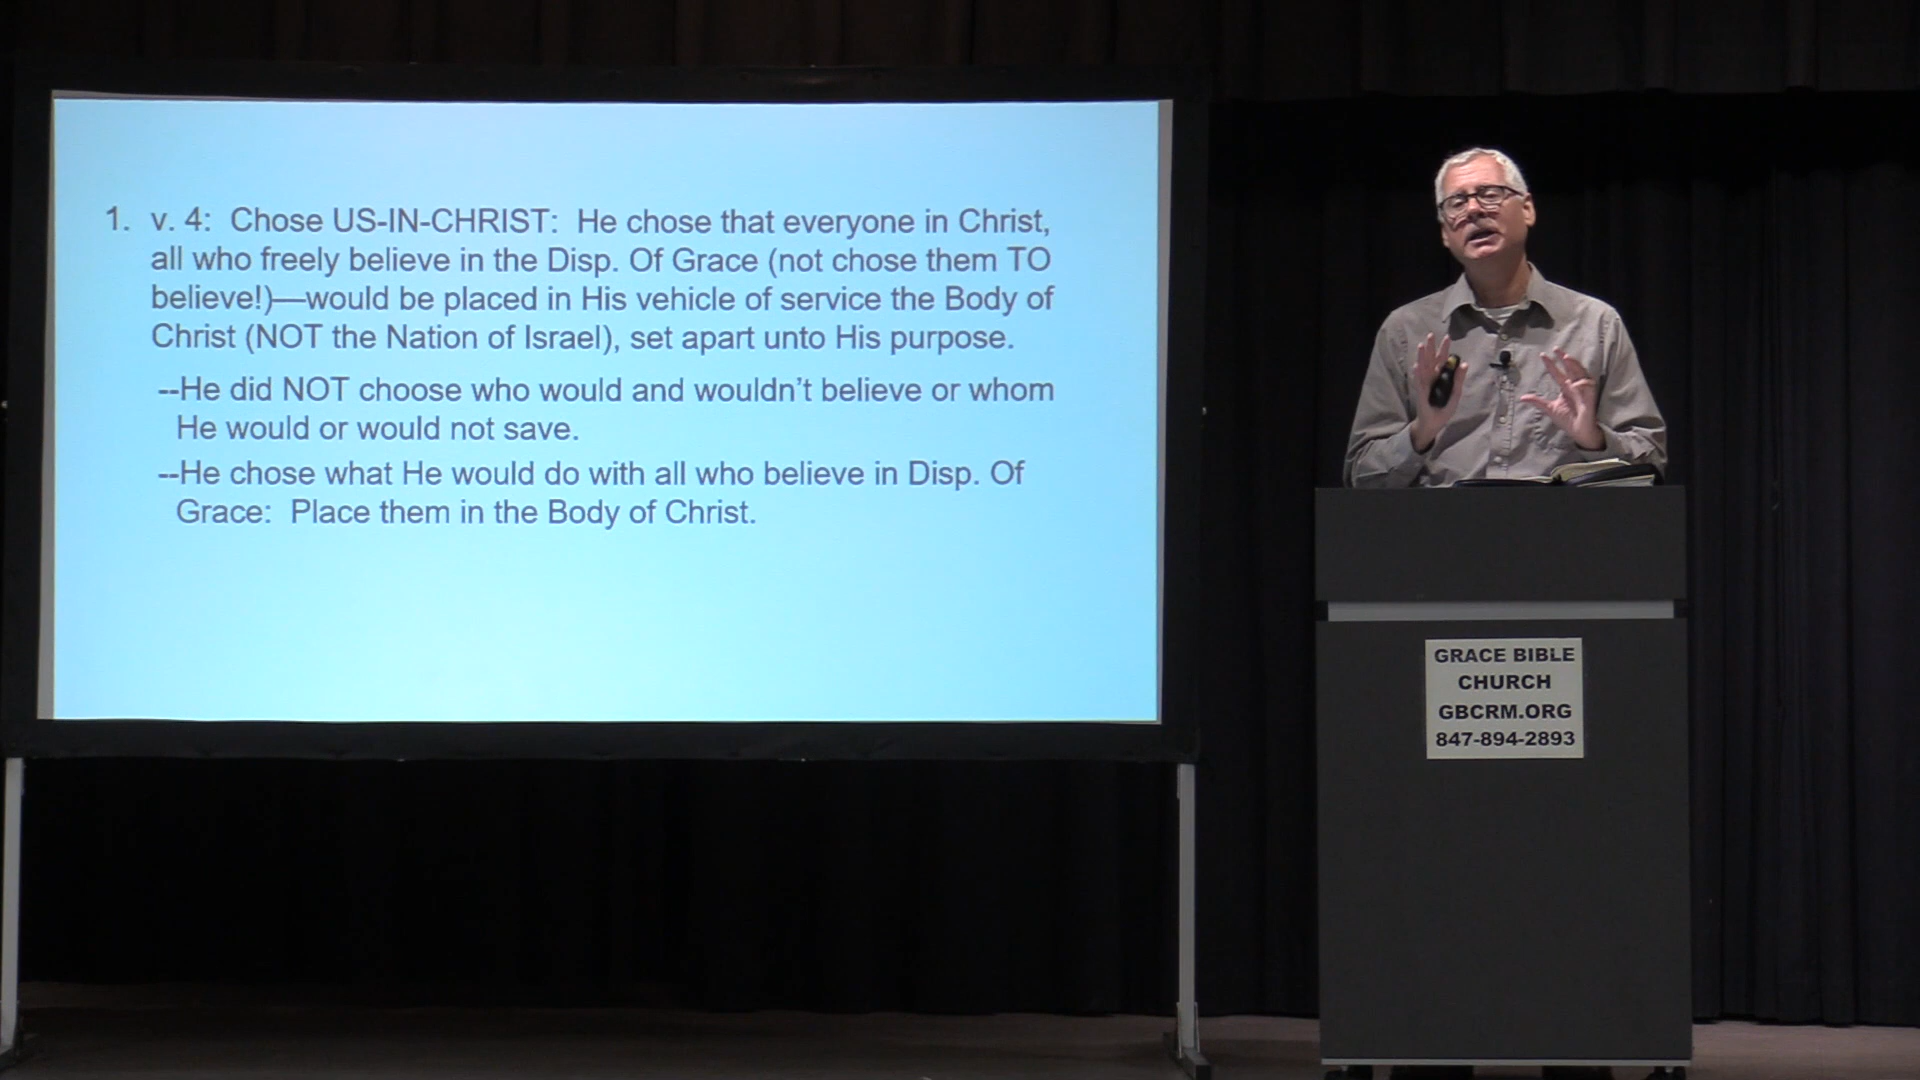 1. v. 4: Chose US-IN-CHRIST: He chose that everyone in Christ,
all who freely believe in the Disp. Of Grace (not chose them TO
believe!)—would be placed in His vehicle of service the Body of
Christ (NOT the Nation of Israel), set apart unto His purpose.
--He did NOT choose who would and wouldn't believe or whom
He would or would not save.
--He chose what He would do with all who believe in Disp. Of
Grace: Place them in the Body of Christ.
GRACE BIBLE
CHURCH
GBCRM.ORG
847-894-2893